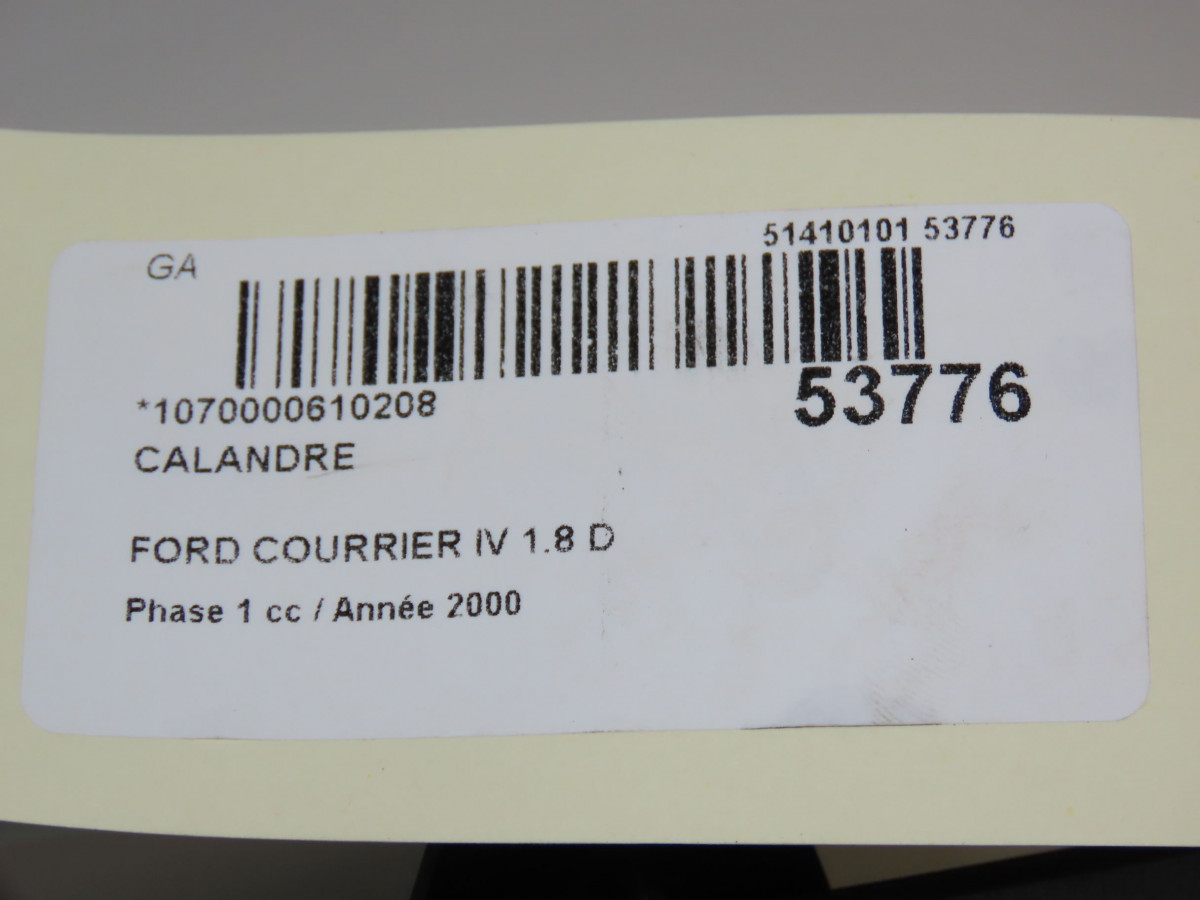 GA
51410101 53776
*1070000610208
53776
CALANDRE
FORD COURRIER IV 1.8 D
Phase 1 cc / Année 2000